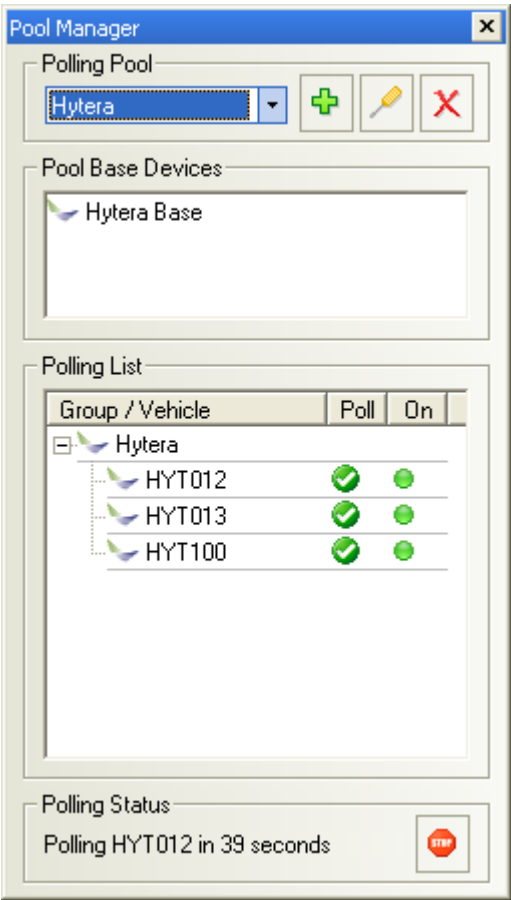 Pool Manager
Polling Pool
Hytera
Pool Base Devices
Hytera Base
Polling List
Group / Vehicle Poll On
Hytera
HYT012
HYT013
HYT100
Polling Status
Polling HYT012 in 39 seconds
STOP